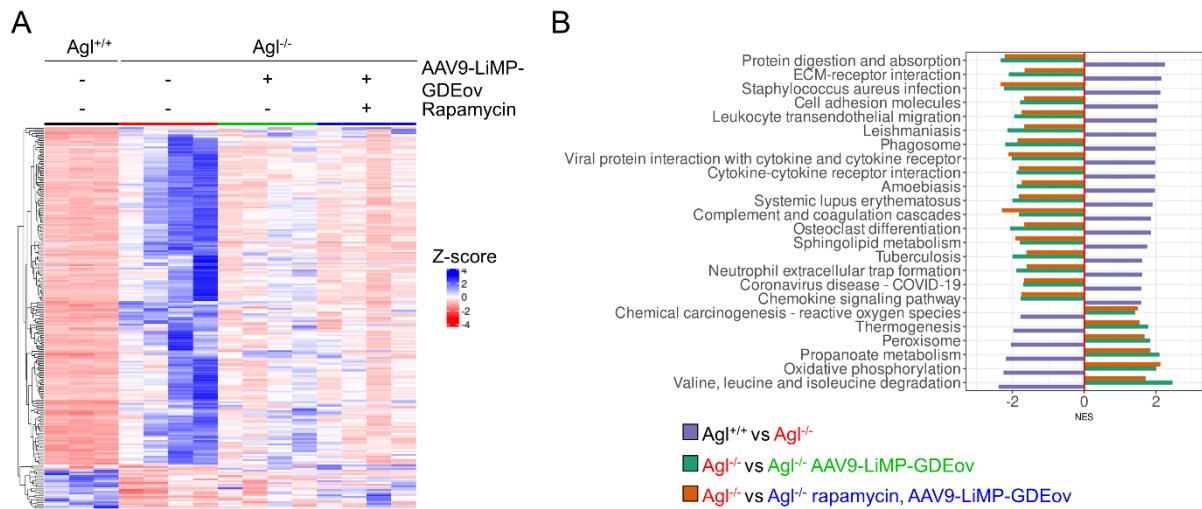 A
Agl+/+
Agl-/-
- - + +
AAV9-LiMP-
GDEov
- - - +
Rapamycin
Z-score
4
2
0
-2
-4
B
Protein digestion and absorption
ECM-receptor interaction
Staphylococcus aureus infection
Cell adhesion molecules
Leukocyte transendothelial migration
Leishmaniasis
Phagosome
Viral protein interaction with cytokine and cytokine receptor
Cytokine-cytokine receptor interaction
Amoebiasis
Systemic lupus erythematosus
Complement and coagulation cascades
Osteoclast differentiation
Sphingolipid metabolism
Tuberculosis
Neutrophil extracellular trap formation
Coronavirus disease - COVID-19
Chemokine signaling pathway
Chemical carcinogenesis - reactive oxygen species
Thermogenesis
Peroxisome
Propanoate metabolism
Oxidative phosphorylation
Valine, leucine and isoleucine degradation
-2 0 2
NES
Agl+/+ vs Agl-/-
Agl-/- vs Agl-/- AAV9-LiMP-GDEov
Agl-/- vs Agl-/- rapamycin, AAV9-LiMP-GDEov